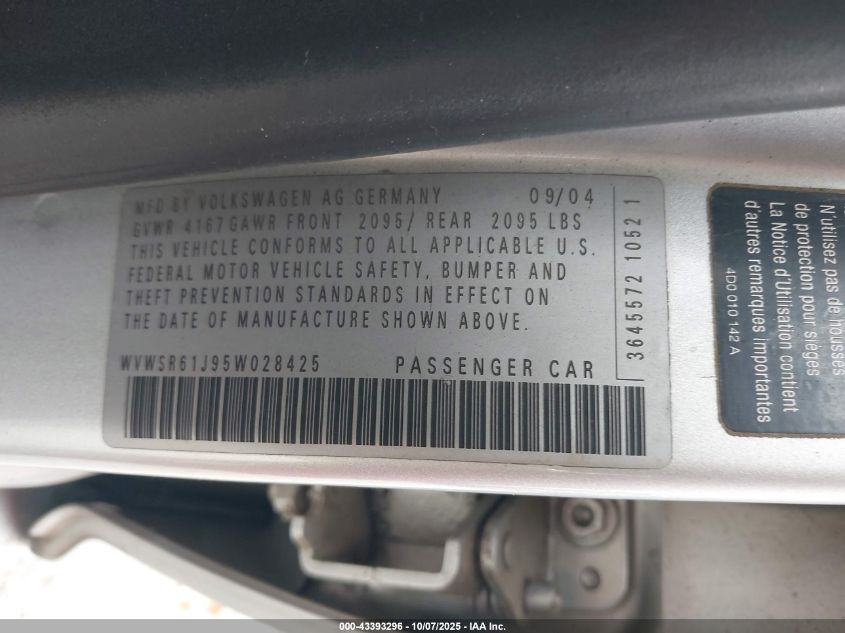 MFD BY VOLKSWAGEN AG GERMANY 09/04
GVWR 4167 GAWR FRONT 2095/ REAR 2095 LBS
THIS VEHICLE CONFORMS TO ALL APPLICABLE U.S.
FEDERAL MOTOR VEHICLE SAFETY, BUMPER AND
THEFT PREVENTION STANDARDS IN EFFECT ON
THE DATE OF MANUFACTURE SHOWN ABOVE.
WVWSR61J95W028425 PASSENGER CAR
3645572 1052 1
N'utilisez pas de housses
de protection pour sièges
La Notice d'Utilisation contient
d'autres remarques importantes
4D0 010 142 A
000-43393296 - 10/07/2025 - IAA Inc.